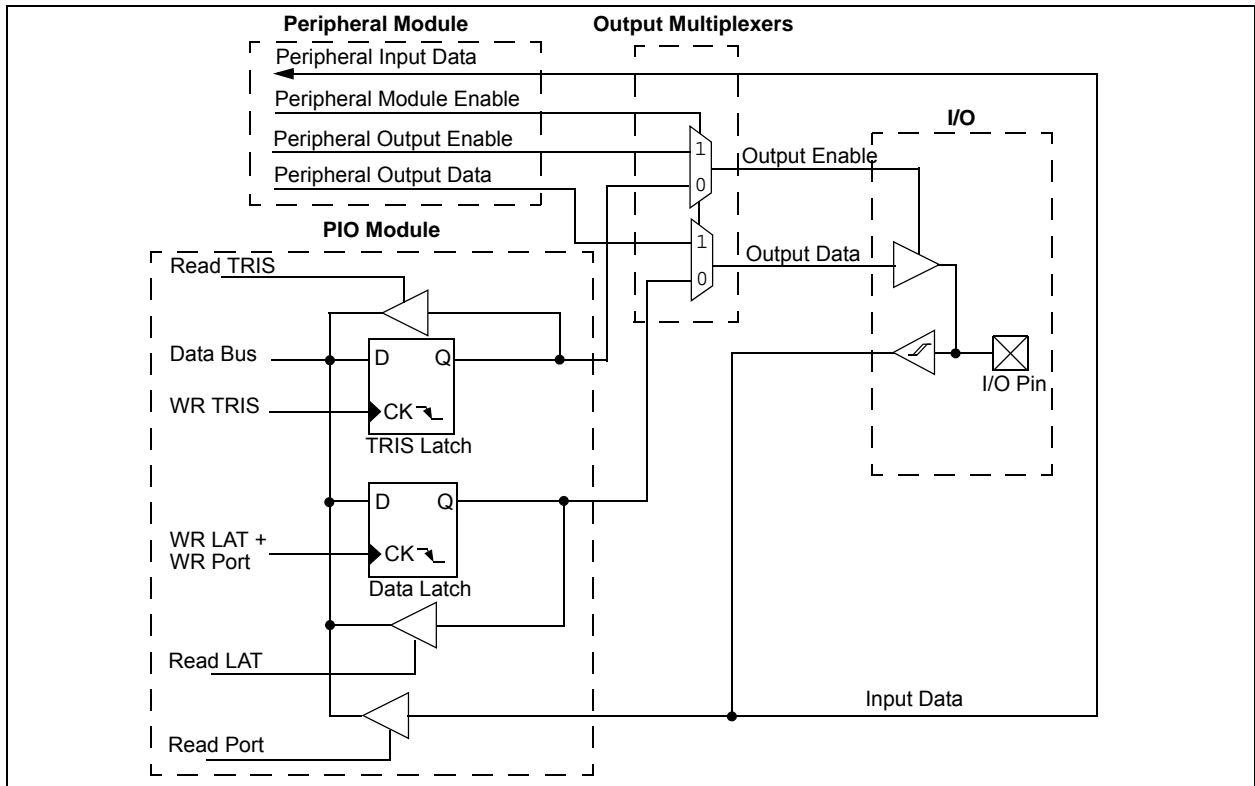 Peripheral Module
Output Multiplexers
Peripheral Input Data
Peripheral Module Enable
I/O
Peripheral Output Enable
1
Output Enable
Peripheral Output Data
0
PIO Module
1
Output Data
Read TRIS
0
Data Bus
D Q
I/O Pin
WR TRIS
CK
TRIS Latch
D Q
WR LAT +
WR Port
CK
Data Latch
Read LAT
Input Data
Read Port